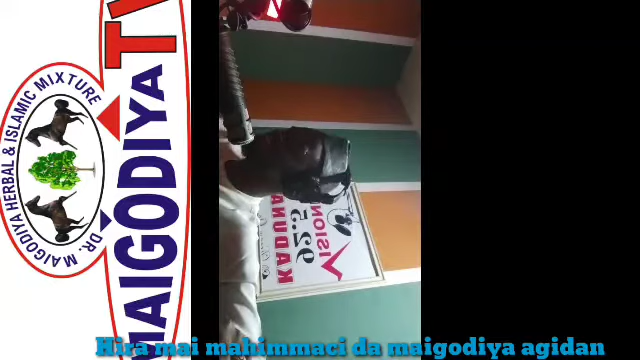 MAIGODIYA TV
DR. MAIGODIYA HERBAL & ISLAMIC MIXTURE
VISION
92.5
KADUNA
Hira mai mahimmaci da maigodiya agidan